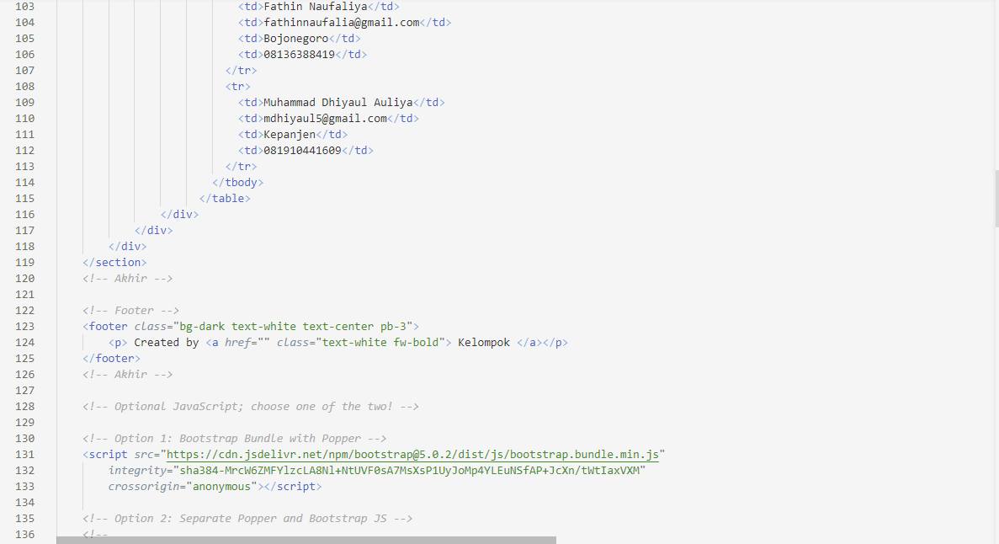 103 <td>Fathin Naufaliya</td>
104 <td>fathinnaufalia@gmail.com</td>
105 <td>Bojonegoro</td>
106 <td>08136388419</td>
107 </tr>
108 <tr>
109 <td>Muhammad Dhiyaul Auliya</td>
110 <td>mdhiyaul5@gmail.com</td>
111 <td>Kepanjen</td>
112 <td>081910441609</td>
113 </tr>
114 </tbody>
115 </table>
116 </div>
117 </div>
118 </div>
119 </section>
120 <!-- Akhir -->
121
122 <!-- Footer -->
123 <footer class="bg-dark text-white text-center pb-3">
124 <p> Created by <a href="" class="text-white fw-bold"> Kelompok </a></p>
125 </footer>
126 <!-- Akhir -->
127
128 <!-- Optional JavaScript; choose one of the two! -->
129
130 <!-- Option 1: Bootstrap Bundle with Popper -->
131 <script src="https://cdn.jsdelivr.net/npm/bootstrap@5.0.2/dist/js/bootstrap.bundle.min.js"
132 integrity="sha384-MrcW6ZMFYlzcLA8Nl+NtUVF0sA7MsXsP1UyJoMp4YLEuNSfAP+JcXn/tWtIaxVXM"
133 crossorigin="anonymous"></script>
134
135 <!-- Option 2: Separate Popper and Bootstrap JS -->
136 <!--